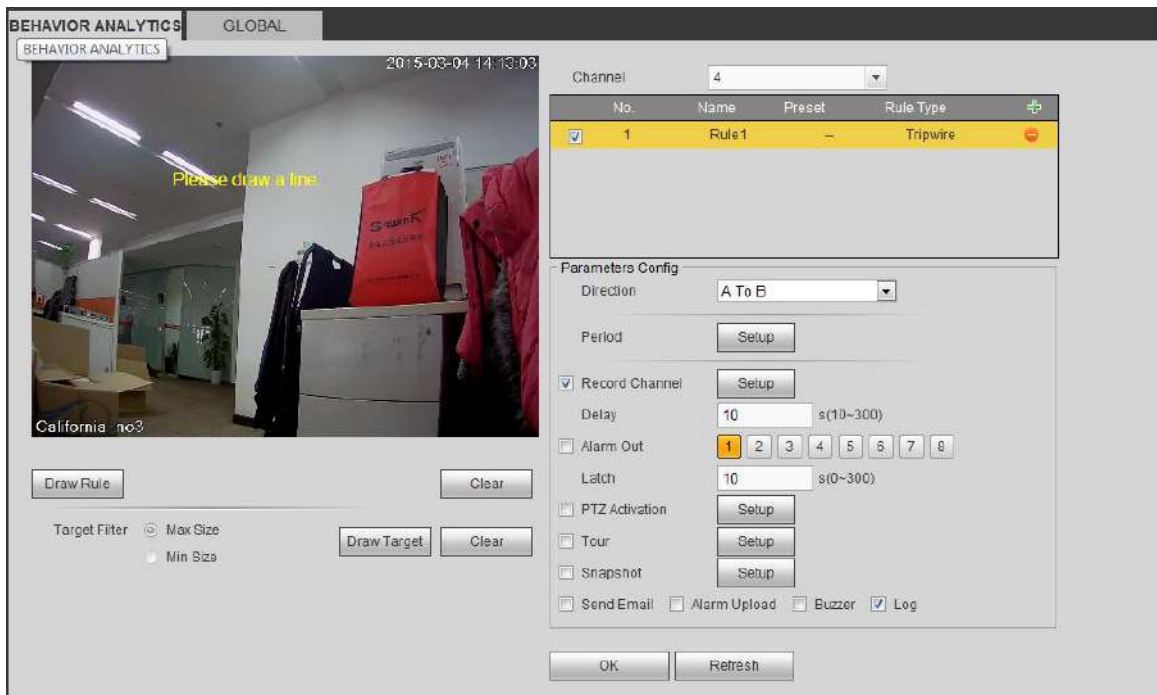 BEHAVIOR ANALYTICS GLOBAL
BEHAVIOR ANALYTICS
2015-03-04 14:13:03
Please draw a line
California no3
Draw Rule Clear
Target Filter Max Size
Min Size
Draw Target Clear
Channel 4
No. Name Preset Rule Type
1 Rule1 – Tripwire
Parameters Config
Direction A To B
Period Setup
Record Channel Setup
Delay 10 s(10~300)
Alarm Out 1 2 3 4 5 6 7 8
Latch 10 s(0~300)
PTZ Activation Setup
Tour Setup
Snapshot Setup
Send Email Alarm Upload Buzzer Log
OK Refresh